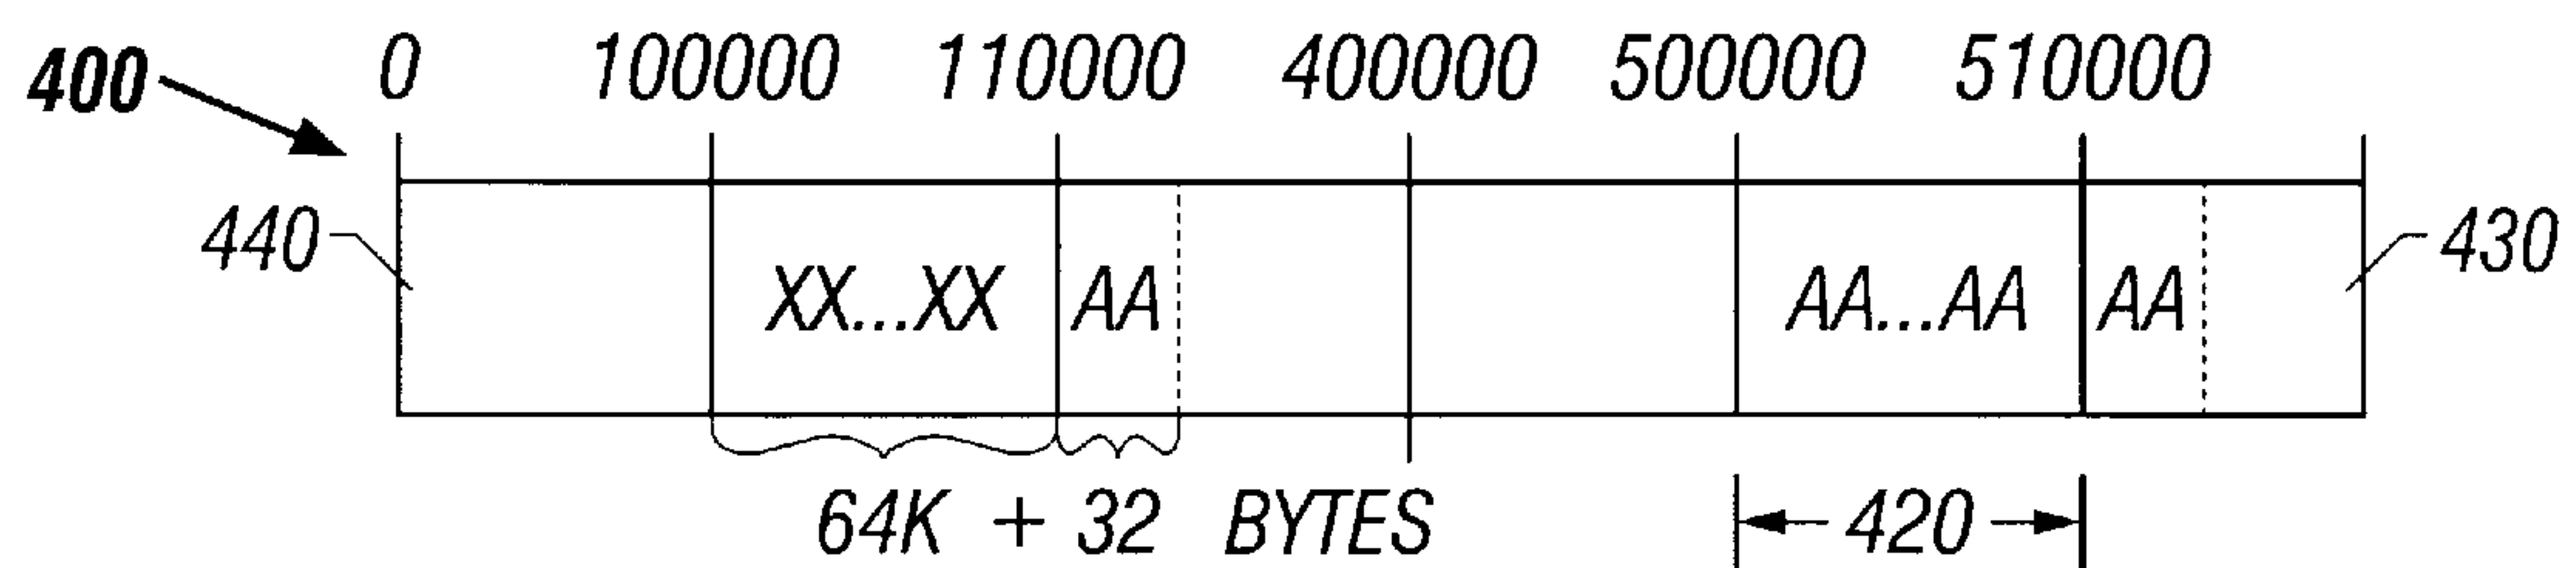 400 0 100000 110000 400000 500000 510000
440 XX...XX AA AA...AA AA 430
64K + 32 BYTES 420